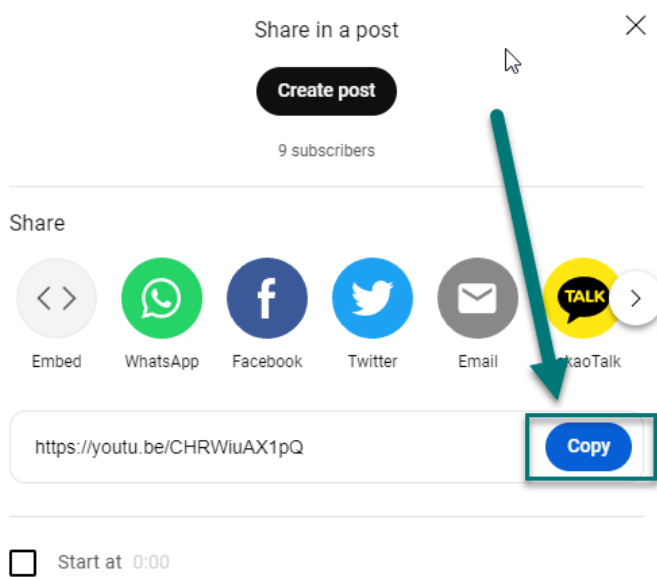 Share in a post
Create post
9 subscribers
Share
TALK
Embed WhatsApp Facebook Twitter Email kaoTalk
https://youtu.be/CHRWiuAX1pQ Copy
Start at 0:00